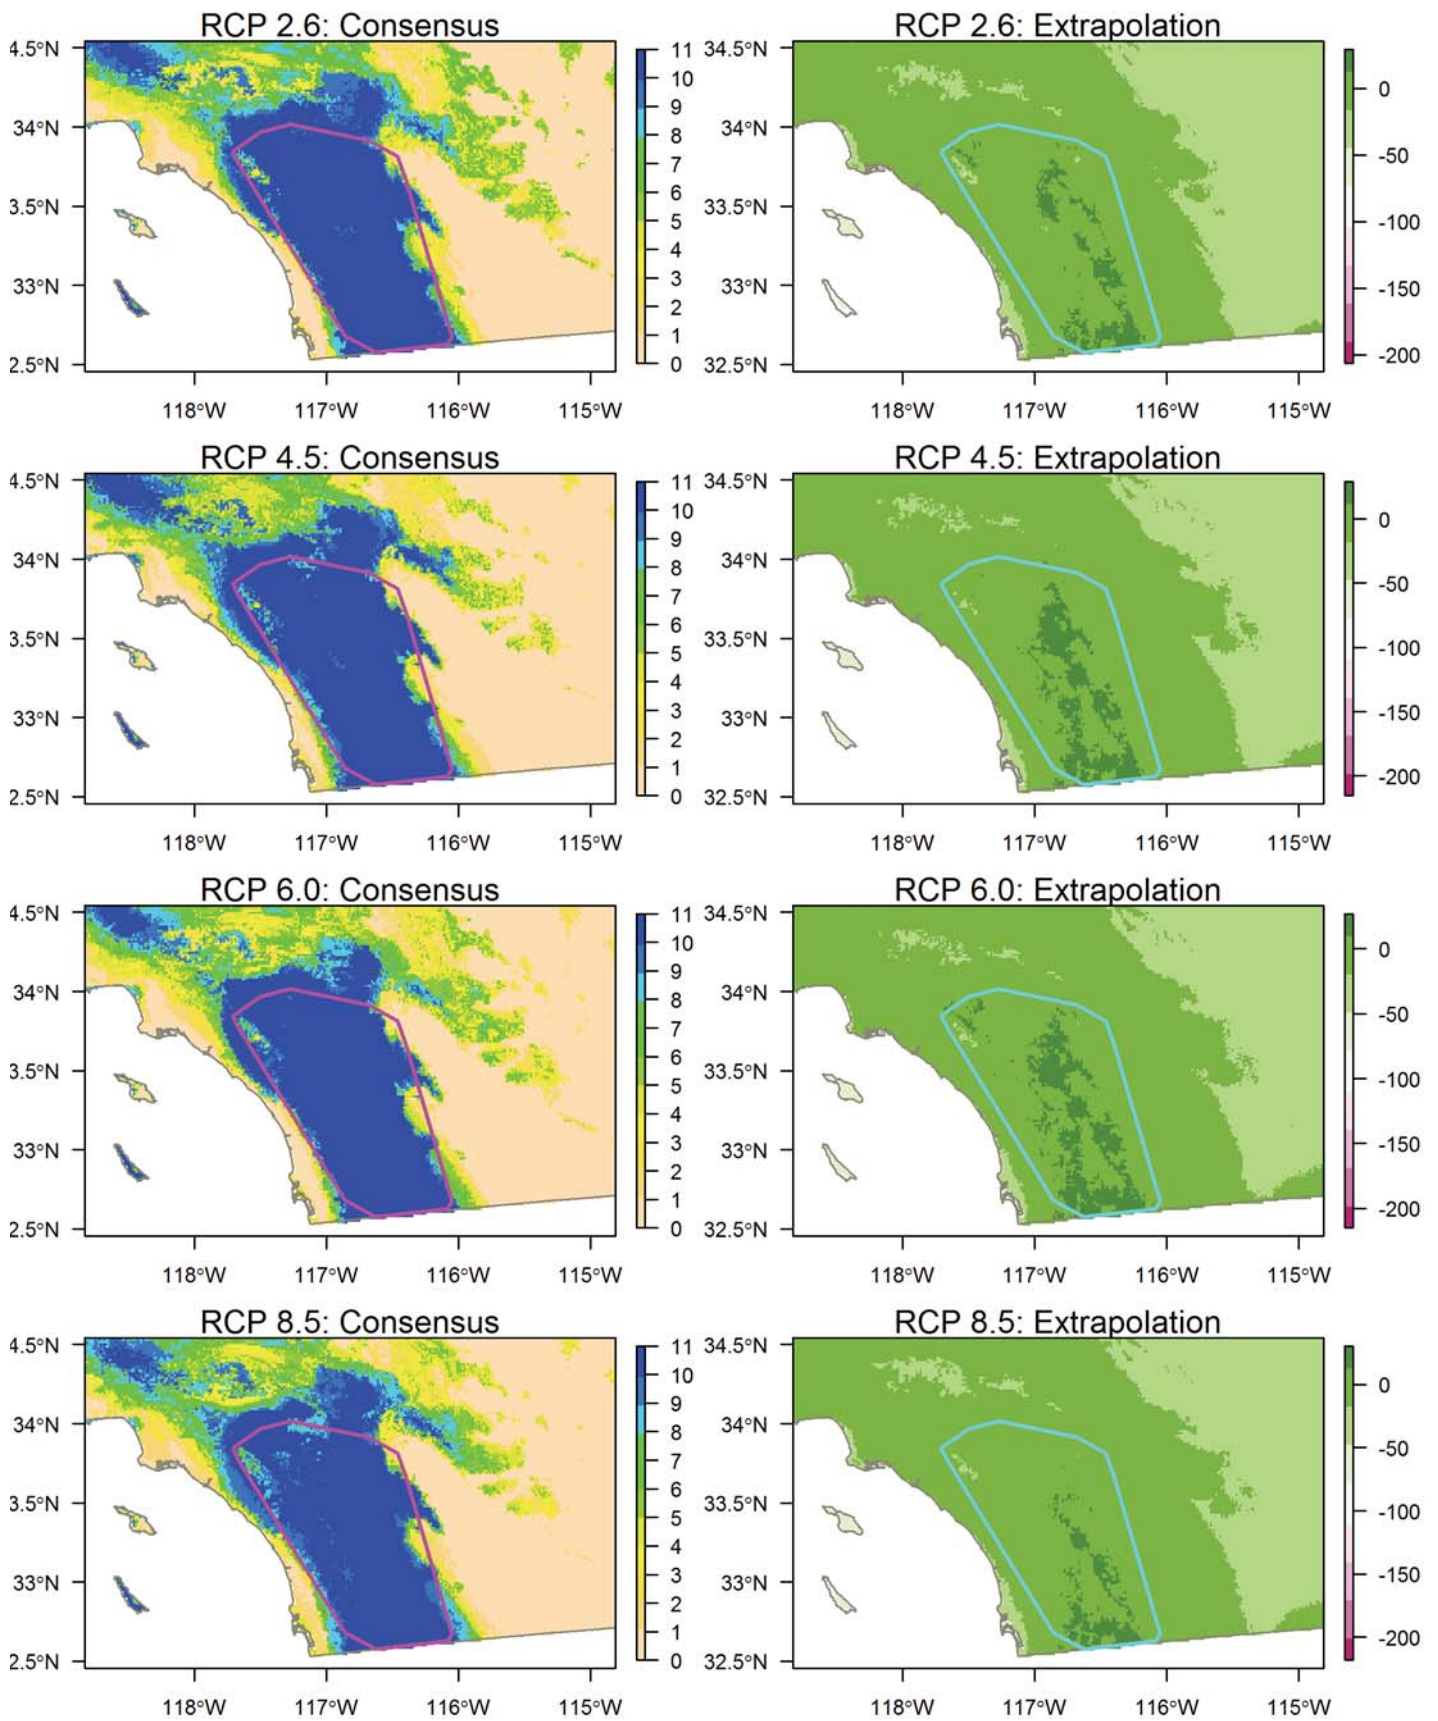 RCP 2.6: Consensus RCP 2.6: Extrapolation
4.5°N 11 34.5°N
10 0
9
34°N 8 34°N
7 -50
6
3.5°N 5 33.5°N -100
4
33°N 3 33°N -150
2
1
2.5°N 0 32.5°N -200
118°W 117°W 116°W 115°W 118°W 117°W 116°W 115°W
RCP 4.5: Consensus RCP 4.5: Extrapolation
4.5°N 11 34.5°N
10 0
9
34°N 8 34°N
7 -50
6
3.5°N 5 33.5°N -100
4
33°N 3 33°N -150
2
1 -200
2.5°N 0 32.5°N
118°W 117°W 116°W 115°W 118°W 117°W 116°W 115°W
RCP 6.0: Consensus RCP 6.0: Extrapolation
4.5°N 11 34.5°N
10 0
9
34°N 8 34°N
7 -50
6
3.5°N 5 33.5°N -100
4
33°N 3 33°N -150
2
1 -200
2.5°N 0 32.5°N
118°W 117°W 116°W 115°W 118°W 117°W 116°W 115°W
RCP 8.5: Consensus RCP 8.5: Extrapolation
4.5°N 11 34.5°N
10 0
9
34°N 8 34°N
7 -50
6
3.5°N 5 33.5°N -100
4
33°N 3 33°N -150
2
1 -200
2.5°N 0 32.5°N
118°W 117°W 116°W 115°W 118°W 117°W 116°W 115°W